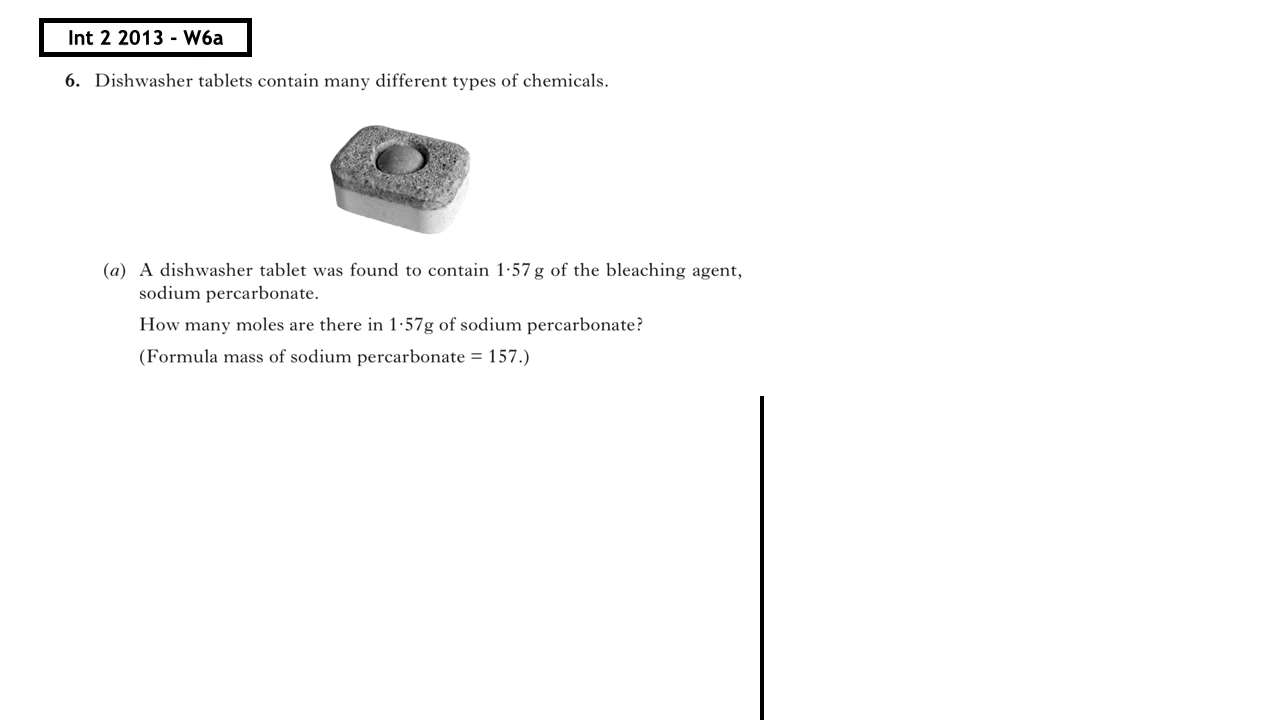 Int 2 2013 - W6a
6. Dishwasher tablets contain many different types of chemicals.
(a) A dishwasher tablet was found to contain 1·57 g of the bleaching agent,
sodium percarbonate.
How many moles are there in 1·57g of sodium percarbonate?
(Formula mass of sodium percarbonate = 157.)